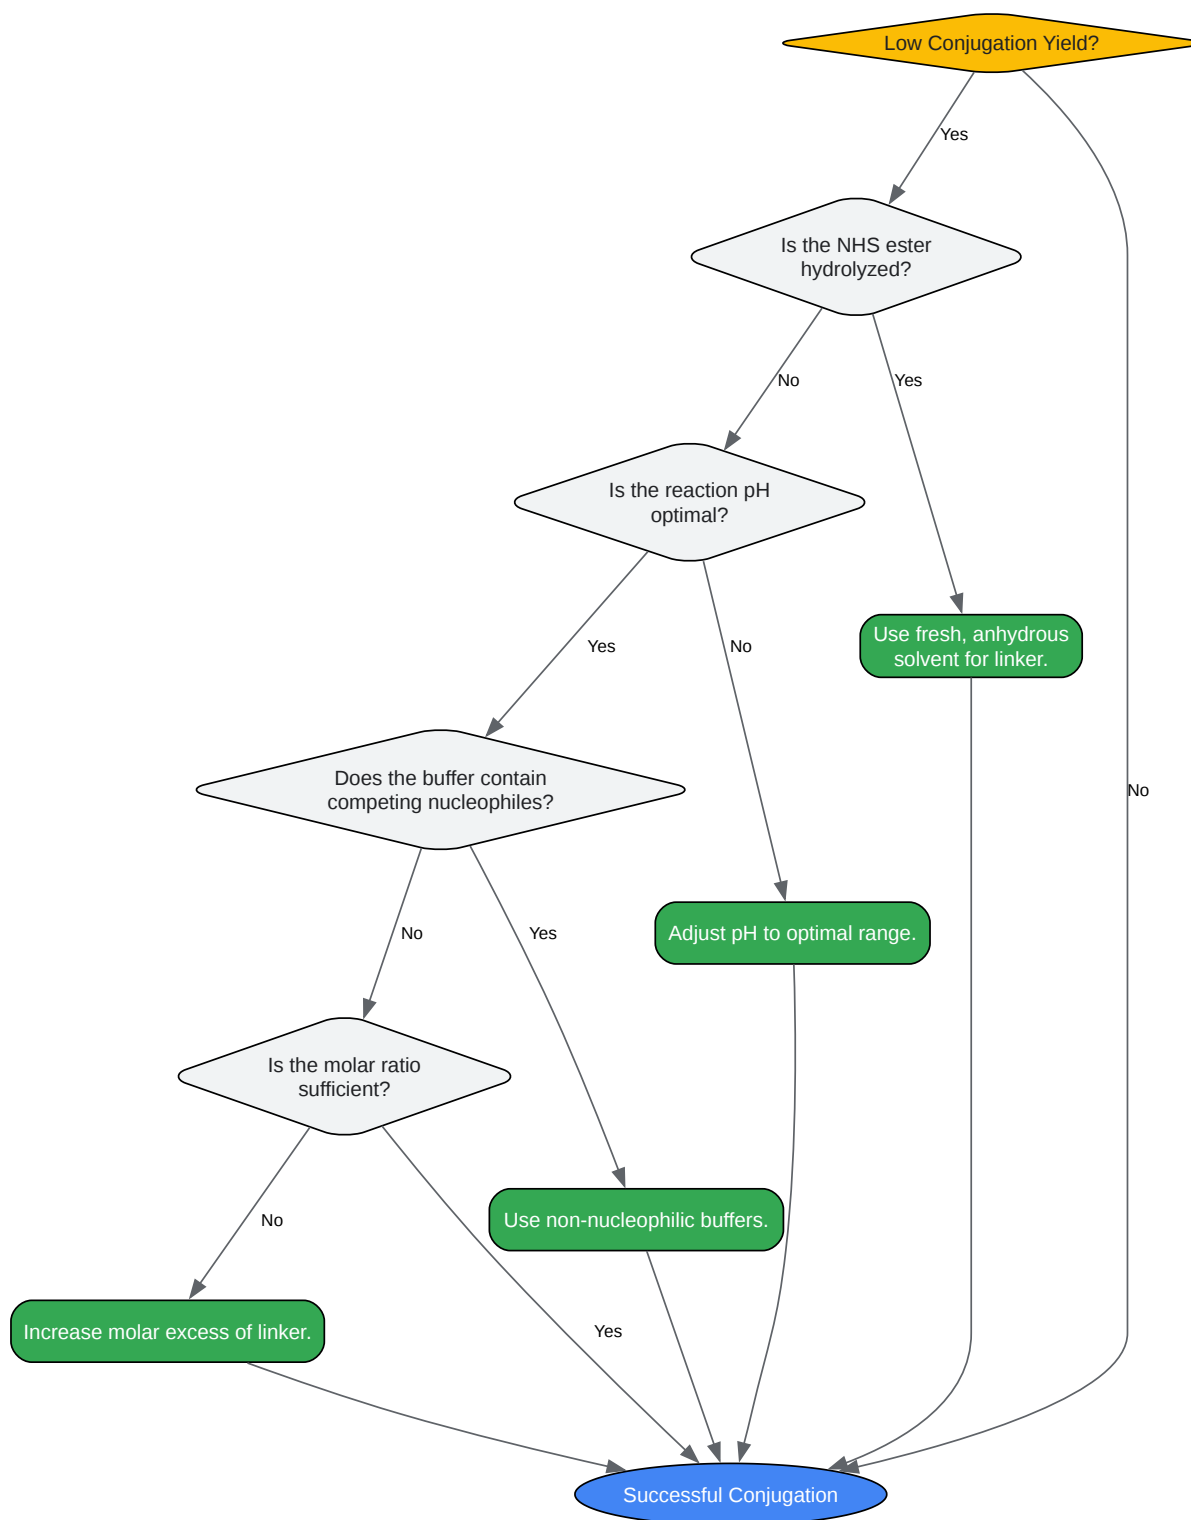 Low Conjugation Yield?
Yes
Is the NHS ester
hydrolyzed?
No
Yes
Is the reaction pH
optimal?
Use fresh, anhydrous
solvent for linker.
Yes
No
Does the buffer contain
competing nucleophiles?
No
No
Yes
Adjust pH to optimal range.
Is the molar ratio
sufficient?
No
Use non-nucleophilic buffers.
Increase molar excess of linker.
Yes
Successful Conjugation